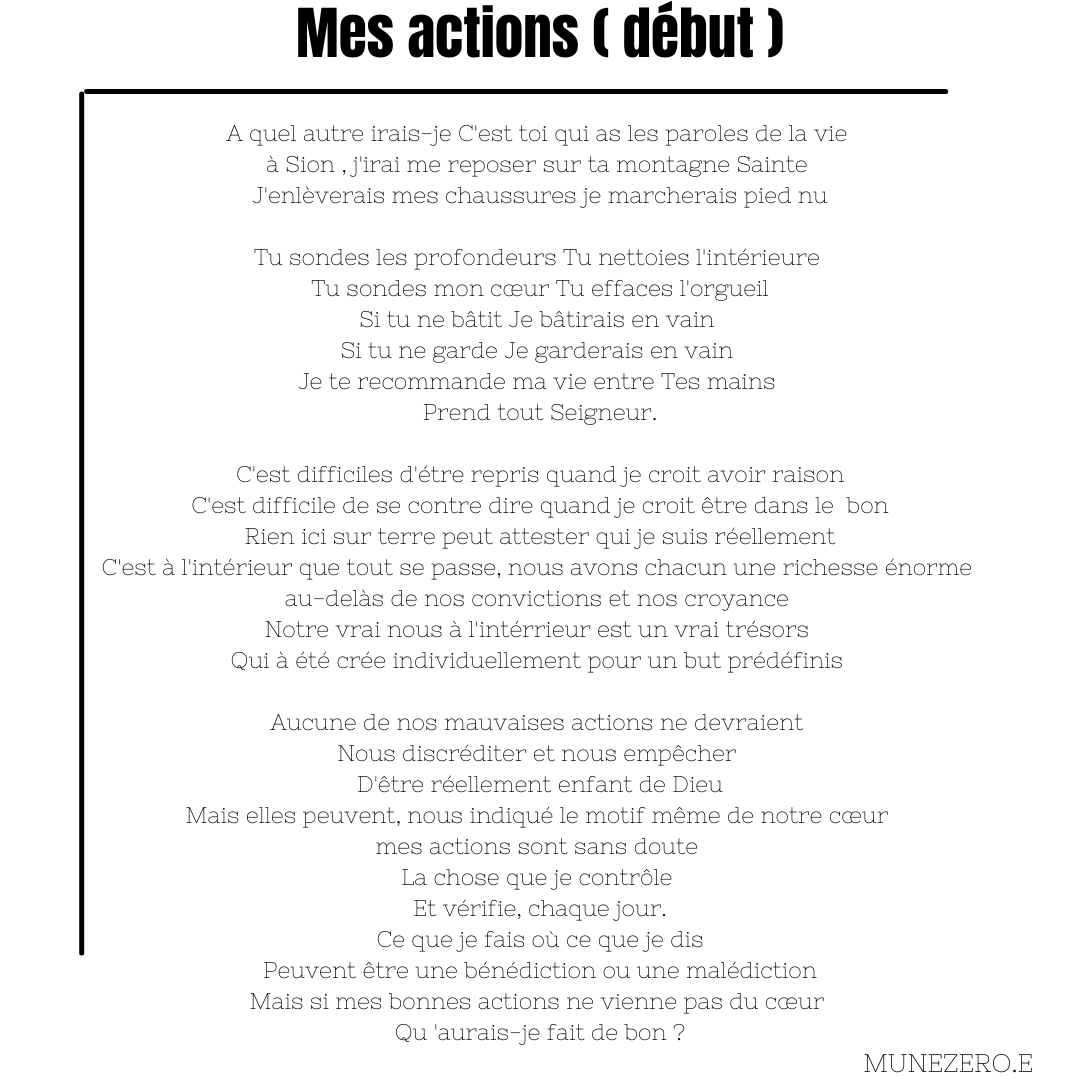 Mes actions ( début )
A quel autre irais-je C'est toi qui as les paroles de la vie
à Sion , j'irai me reposer sur ta montagne Sainte
J'enlèverais mes chaussures je marcherais pied nu
Tu sondes les profondeurs Tu nettoies l'intérieure
Tu sondes mon cœur Tu effaces l'orgueil
Si tu ne bâtit Je bâtirais en vain
Si tu ne garde Je garderais en vain
Je te recommande ma vie entre Tes mains
Prend tout Seigneur.
C'est difficiles d'étre repris quand je croit avoir raison
C'est difficile de se contre dire quand je croit être dans le  bon
Rien ici sur terre peut attester qui je suis réellement
C'est à l'intérieur que tout se passe, nous avons chacun une richesse énorme
au-delàs de nos convictions et nos croyance
Notre vrai nous à l'intérrieur est un vrai trésors
Qui à été crée individuellement pour un but prédéfinis
Aucune de nos mauvaises actions ne devraient
Nous discréditer et nous empêcher
D'être réellement enfant de Dieu
Mais elles peuvent, nous indiqué le motif même de notre cœur
mes actions sont sans doute
La chose que je contrôle
Et vérifie, chaque jour.
Ce que je fais où ce que je dis
Peuvent être une bénédiction ou une malédiction
Mais si mes bonnes actions ne vienne pas du cœur
Qu 'aurais-je fait de bon ?
MUNEZERO.E